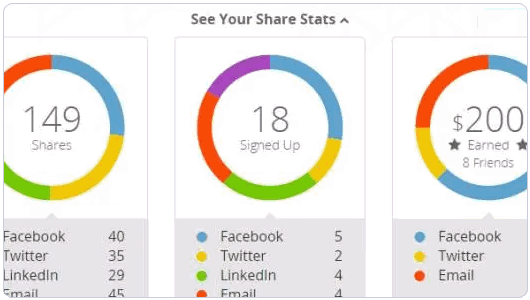 See Your Share Stats
149
Shares
Facebook 40
Twitter 35
LinkedIn 29
Email 45
18
Signed Up
Facebook 5
Twitter 2
LinkedIn 4
Email 4
$200
Earned
8 Friends
Facebook
Twitter
Email